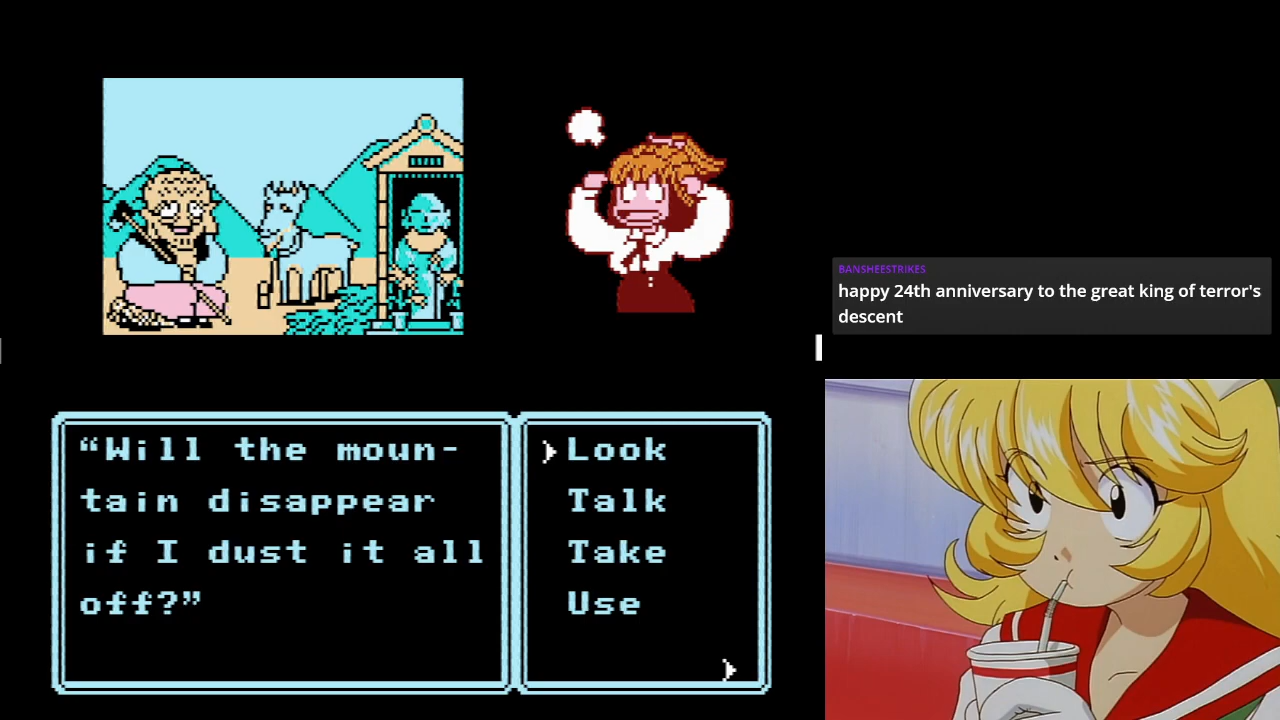 BANSHEESTRIKES
happy 24th anniversary to the great king of terror's
descent
“Will the moun-
tain disappear
if I dust it all
off?”
Look
Talk
Take
Use